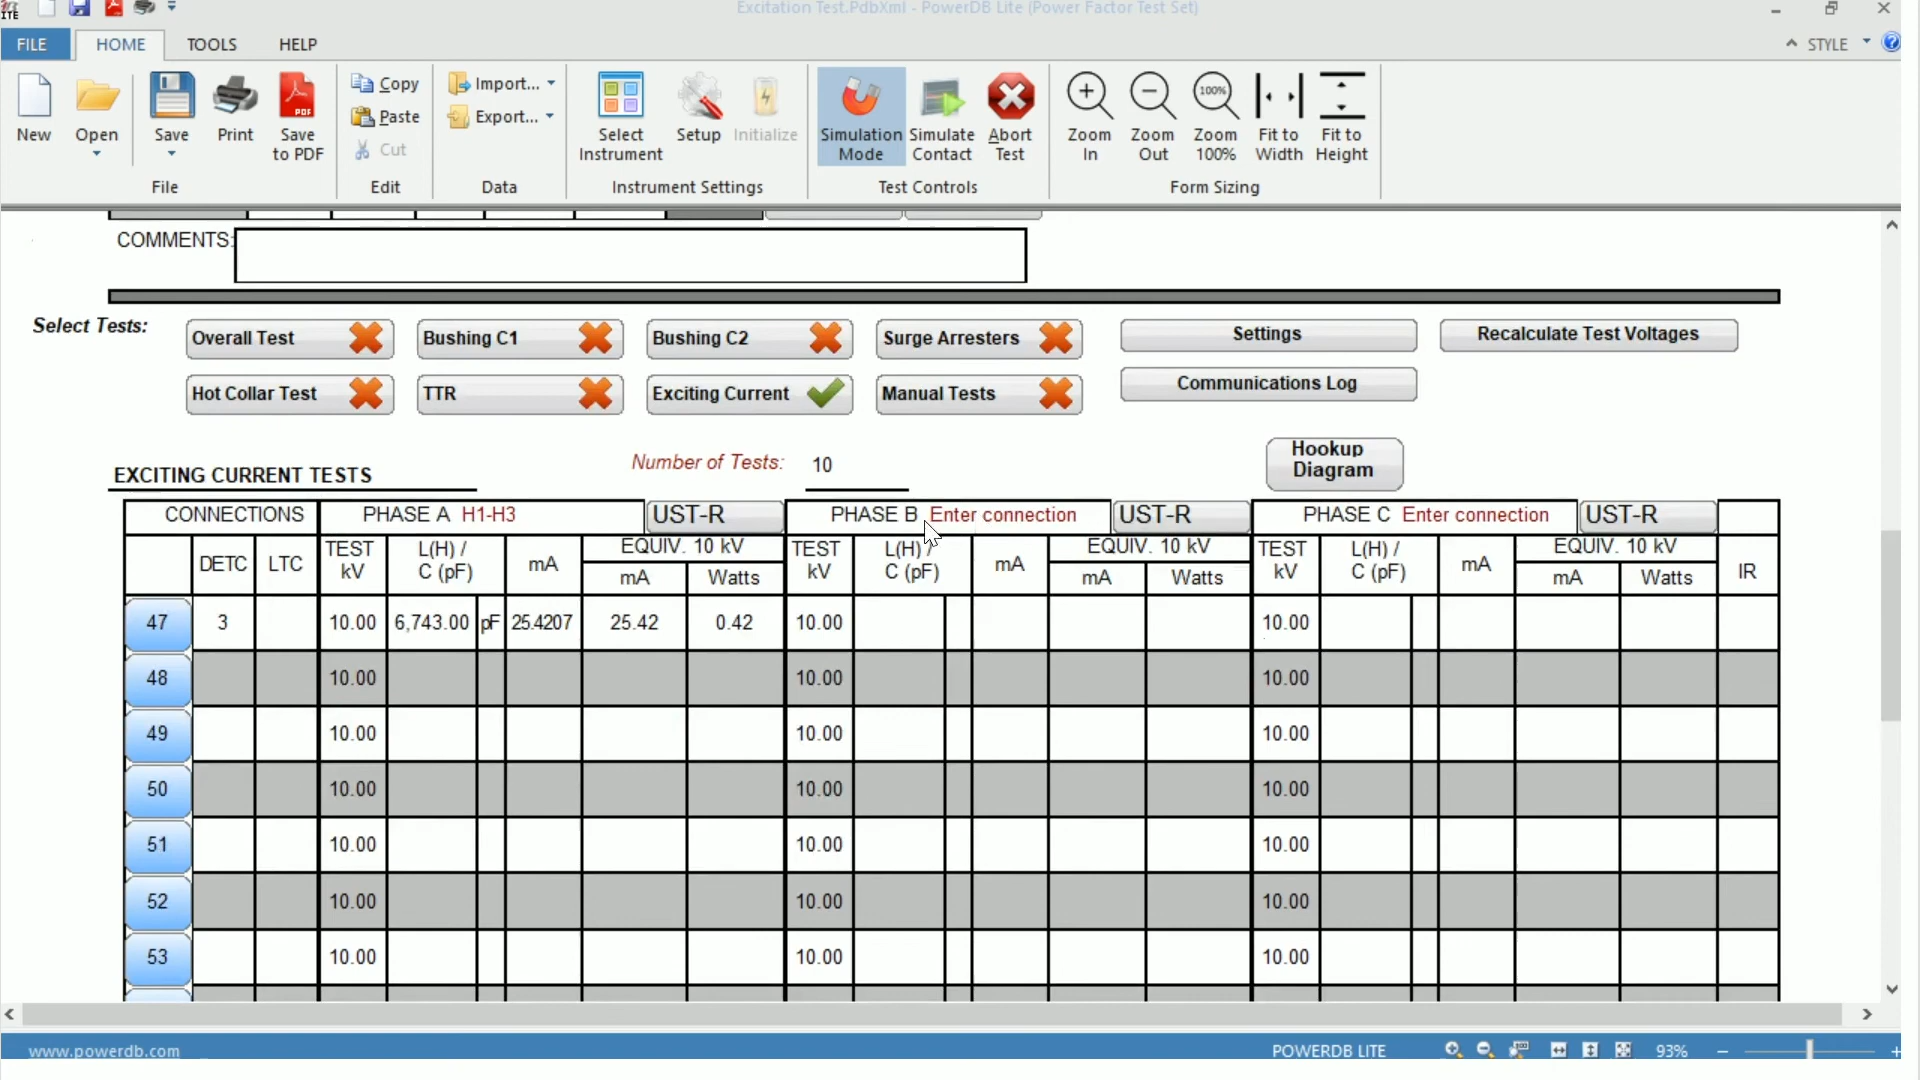 ITE
Excitation Test.PdbXml - PowerDB Lite (Power Factor Test Set)
FILE HOME TOOLS HELP STYLE
New Open Save Print Save to PDF
Copy
Paste
Cut
Import...
Export...
Select Instrument Setup Initialize
Simulation Mode Simulate Contact Abort Test
Zoom In Zoom Out 100% Zoom 100% Fit to Width Fit to Height
File Edit Data Instrument Settings Test Controls Form Sizing
COMMENTS:
Select Tests: Overall Test Bushing C1 Bushing C2 Surge Arresters Settings Recalculate Test Voltages
Hot Collar Test TTR Exciting Current Manual Tests Communications Log
EXCITING CURRENT TESTS Number of Tests: 10 Hookup Diagram
CONNECTIONS PHASE A H1-H3 UST-R PHASE B Enter connection UST-R PHASE C Enter connection UST-R
DETC LTC TEST kV L(H) / C (pF) mA EQUIV. 10 kV mA Watts TEST kV L(H) / C (pF) mA EQUIV. 10 kV mA Watts TEST kV L(H) / C (pF) mA EQUIV. 10 kV mA Watts IR
47 3 10.00 6,743.00 pF 25.4207 25.42 0.42 10.00 10.00
48 10.00 10.00 10.00
49 10.00 10.00 10.00
50 10.00 10.00 10.00
51 10.00 10.00 10.00
52 10.00 10.00 10.00
53 10.00 10.00 10.00
www.powerdb.com POWERDB LITE 93%